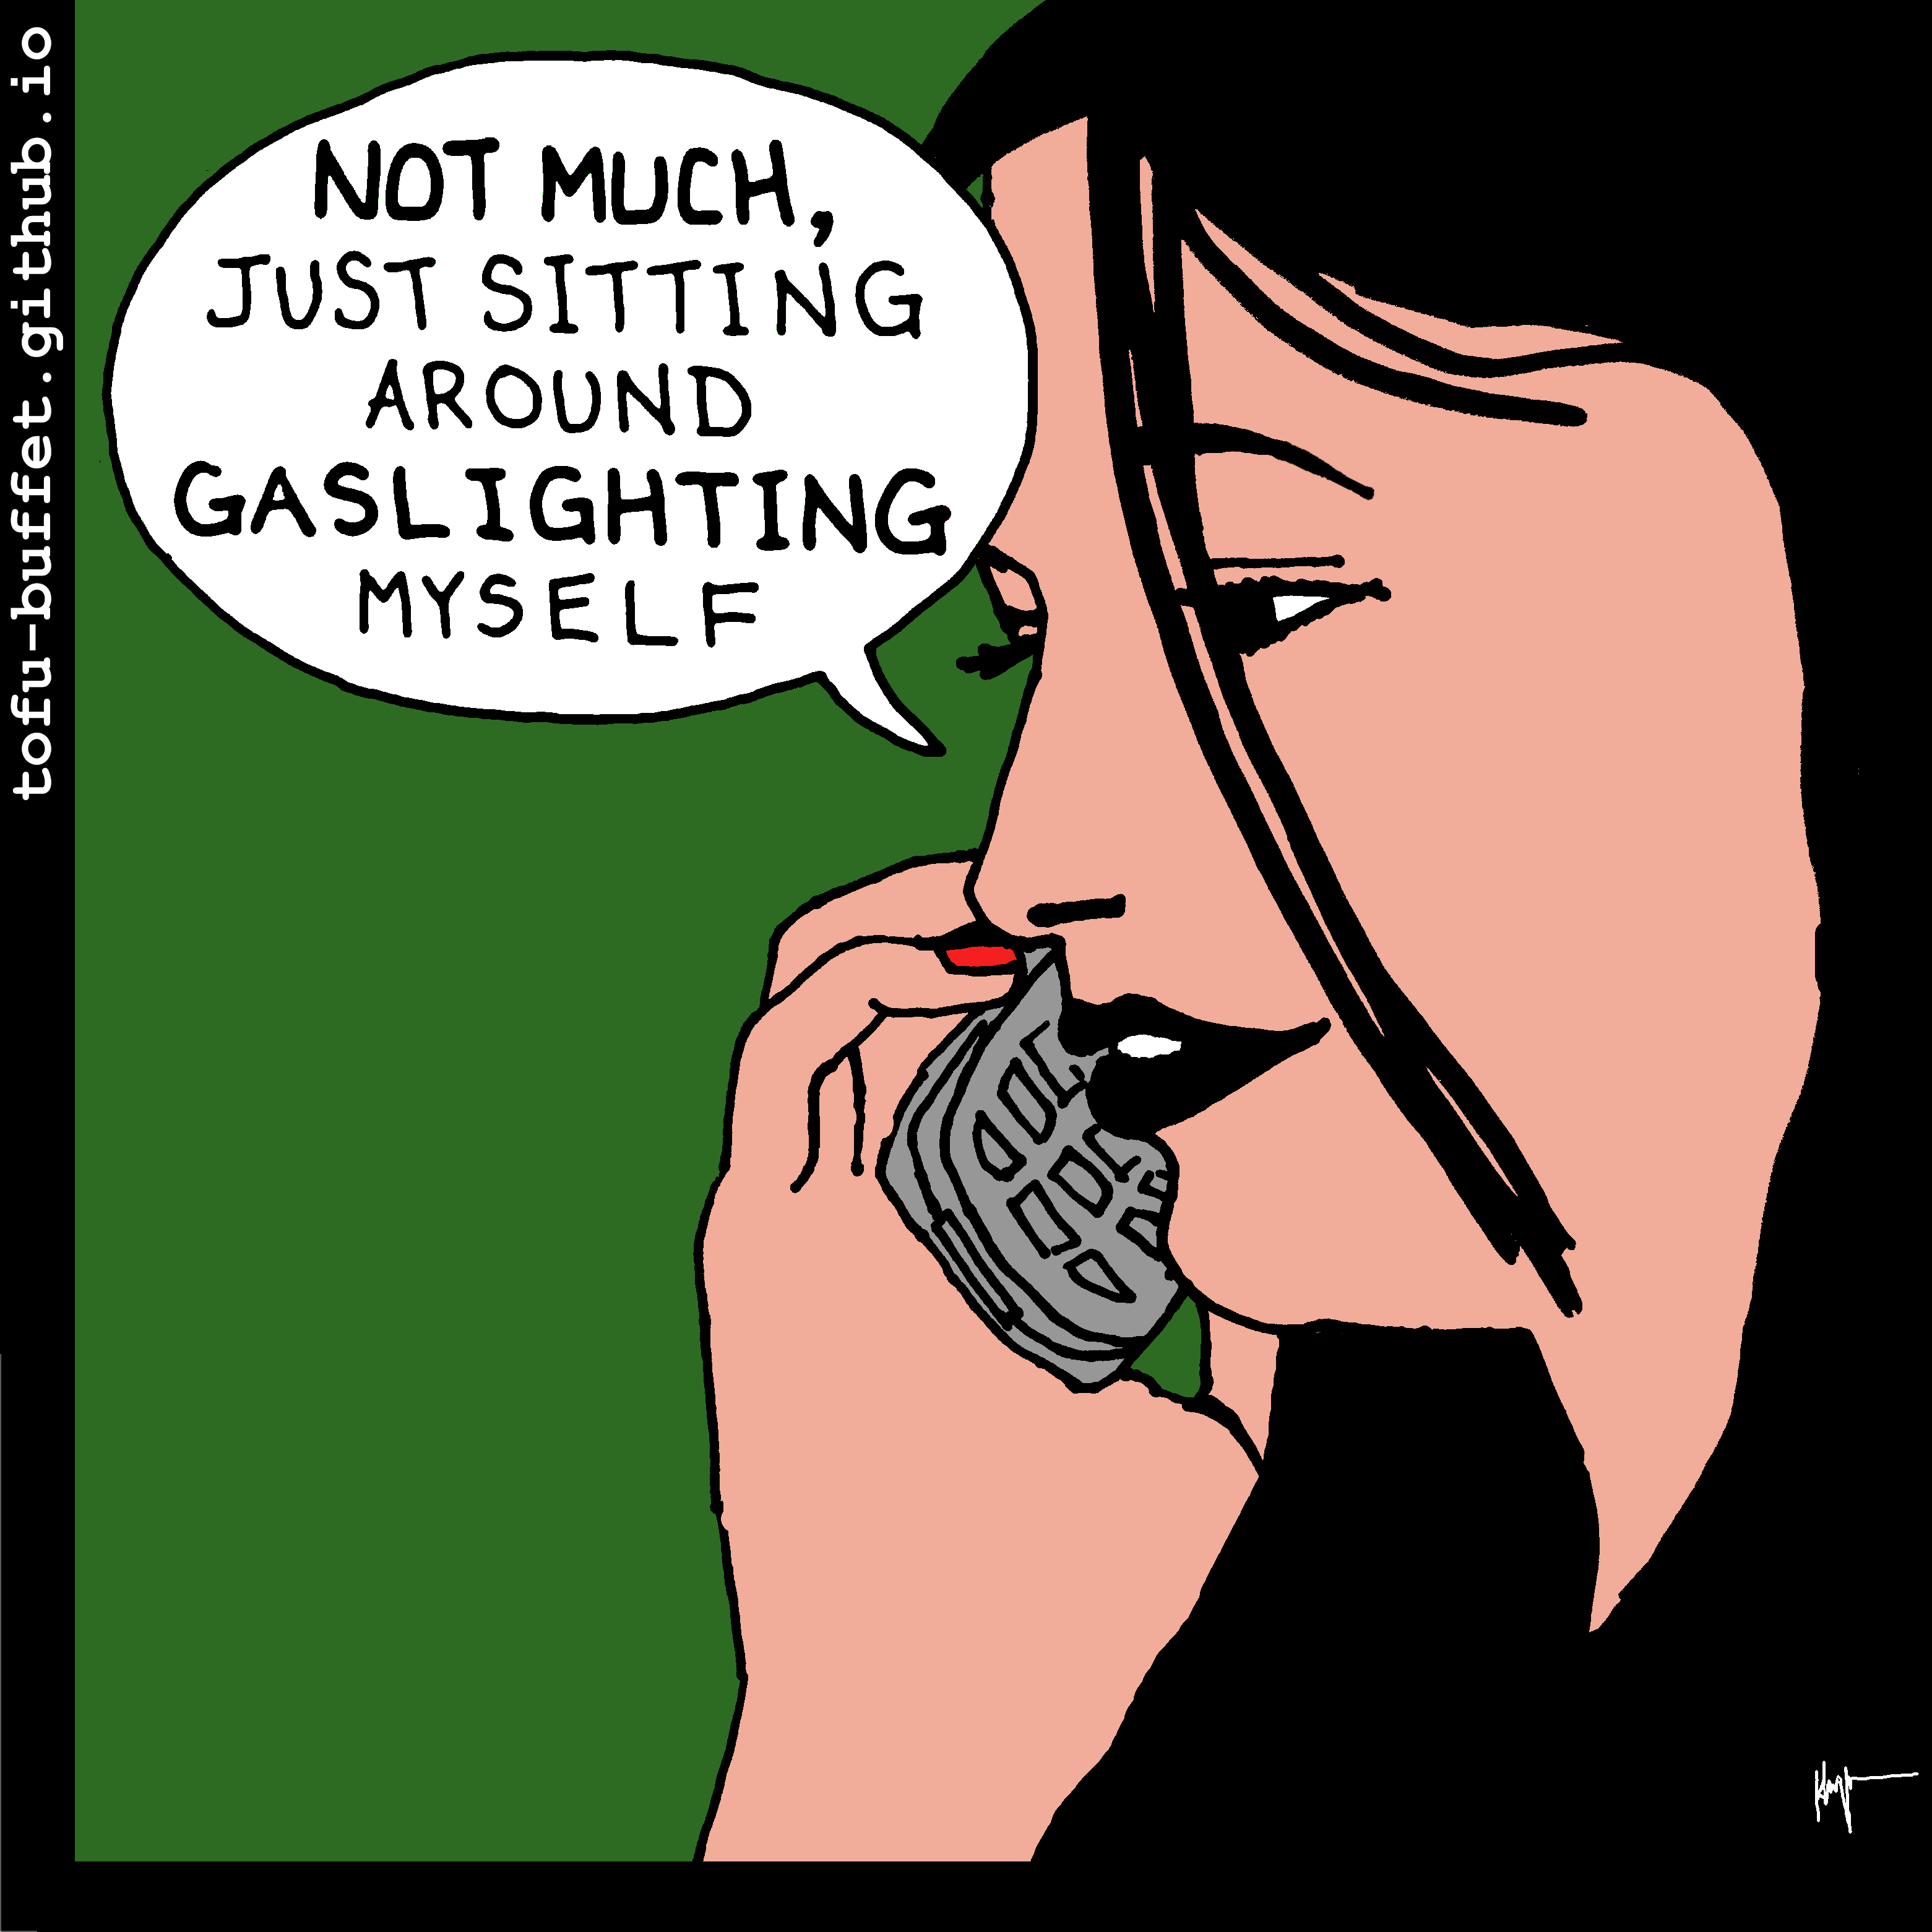 tofu-buffet.github.io
NOT MUCH,
JUST SITTING
AROUND
GASLIGHTING
MYSELF